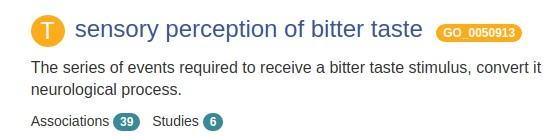 T sensory perception of bitter taste GO_0050913
The series of events required to receive a bitter taste stimulus, convert it
neurological process.
Associations 39 Studies 6